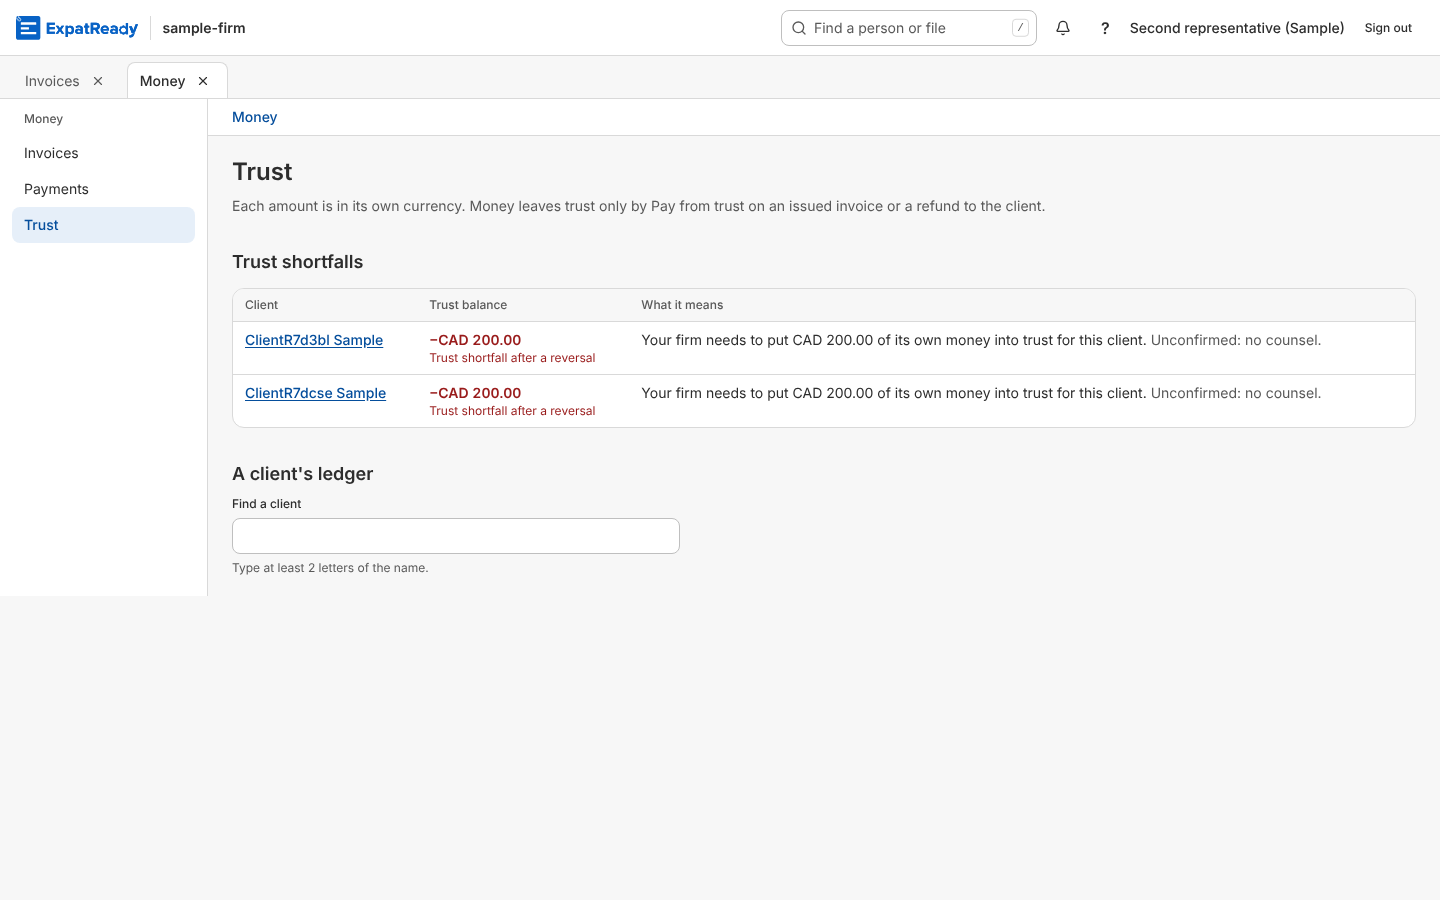 ExpatReady
sample-firm
Find a person or file
/
?
Second representative (Sample)
Sign out
Invoices
Money
Money
Invoices
Payments
Trust
Money
Trust
Each amount is in its own currency. Money leaves trust only by Pay from trust on an issued invoice or a refund to the client.
Trust shortfalls
Client Trust balance What it means
ClientR7d3bl Sample −CAD 200.00 Your firm needs to put CAD 200.00 of its own money into trust for this client. Unconfirmed: no counsel.
Trust shortfall after a reversal
ClientR7dcse Sample −CAD 200.00 Your firm needs to put CAD 200.00 of its own money into trust for this client. Unconfirmed: no counsel.
Trust shortfall after a reversal
A client's ledger
Find a client
Type at least 2 letters of the name.